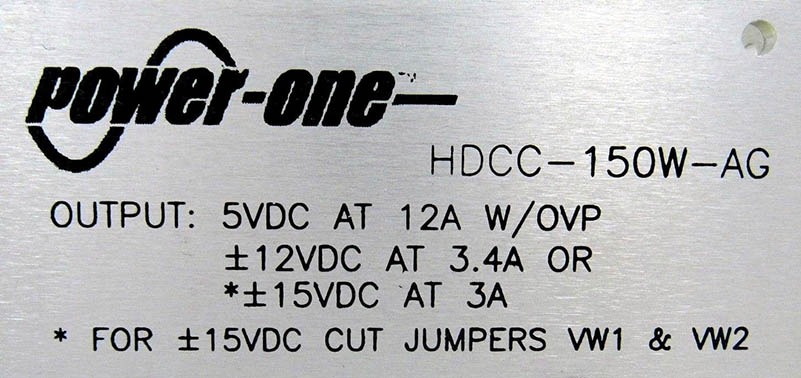 power-one
HDCC-150W-AG
OUTPUT: 5VDC AT 12A W/OVP
±12VDC AT 3.4A OR
*±15VDC AT 3A
* FOR ±15VDC CUT JUMPERS VW1 & VW2